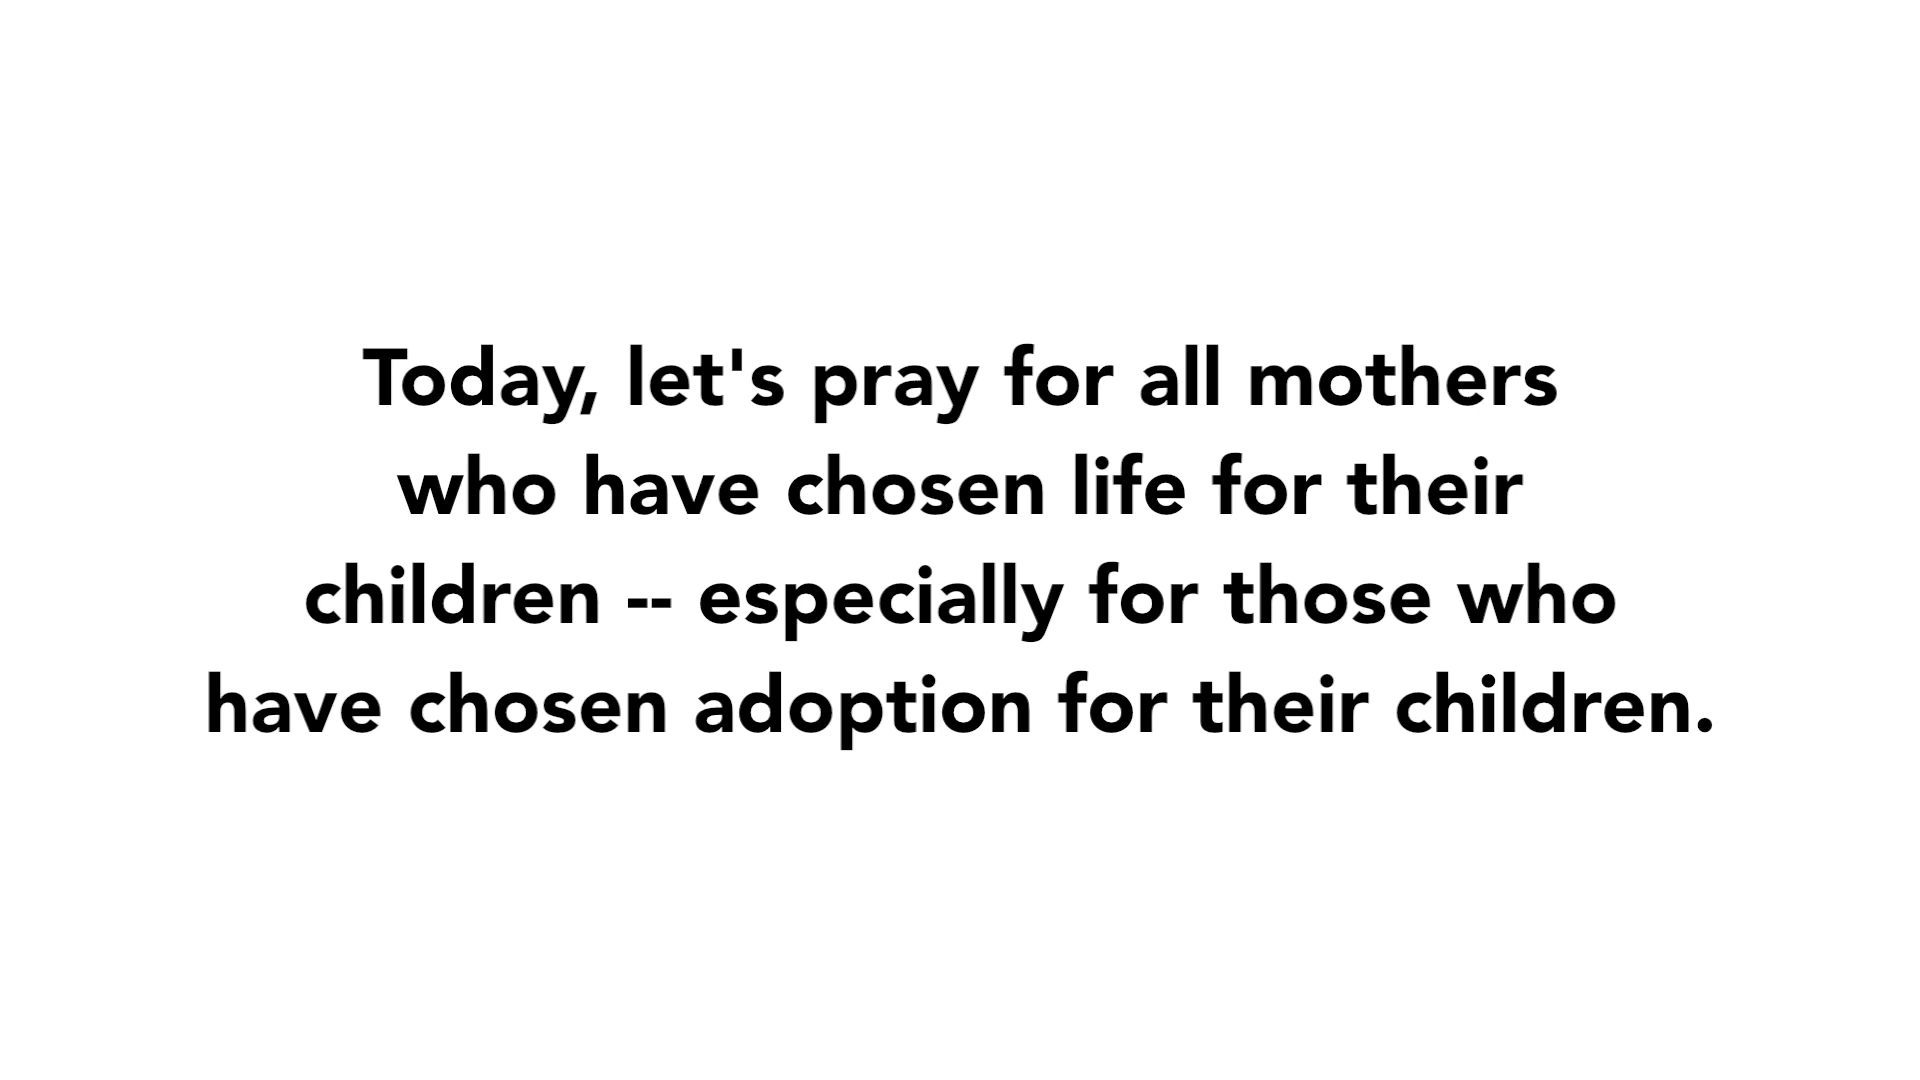 Today, let's pray for all mothers
who have chosen life for their
children -- especially for those who
have chosen adoption for their children.